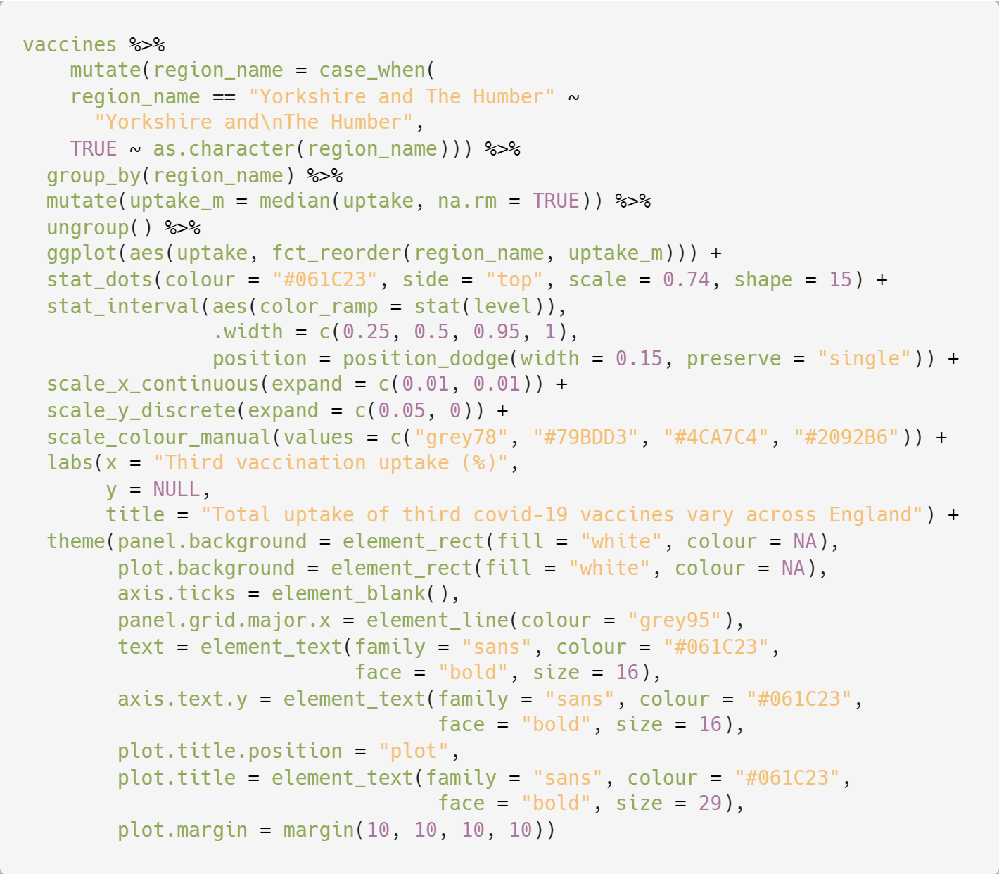 vaccines %>%
    mutate(region_name = case_when(
    region_name == "Yorkshire and The Humber" ~
      "Yorkshire and\nThe Humber",
    TRUE ~ as.character(region_name))) %>%
  group_by(region_name) %>%
  mutate(uptake_m = median(uptake, na.rm = TRUE)) %>%
  ungroup() %>%
  ggplot(aes(uptake, fct_reorder(region_name, uptake_m))) +
  stat_dots(colour = "#061C23", side = "top", scale = 0.74, shape = 15) +
  stat_interval(aes(color_ramp = stat(level)),
                .width = c(0.25, 0.5, 0.95, 1),
                position = position_dodge(width = 0.15, preserve = "single")) +
  scale_x_continuous(expand = c(0.01, 0.01)) +
  scale_y_discrete(expand = c(0.05, 0)) +
  scale_colour_manual(values = c("grey78", "#79BDD3", "#4CA7C4", "#2092B6")) +
  labs(x = "Third vaccination uptake (%)",
       y = NULL,
       title = "Total uptake of third covid-19 vaccines vary across England") +
  theme(panel.background = element_rect(fill = "white", colour = NA),
        plot.background = element_rect(fill = "white", colour = NA),
        axis.ticks = element_blank(),
        panel.grid.major.x = element_line(colour = "grey95"),
        text = element_text(family = "sans", colour = "#061C23",
                            face = "bold", size = 16),
        axis.text.y = element_text(family = "sans", colour = "#061C23",
                                   face = "bold", size = 16),
        plot.title.position = "plot",
        plot.title = element_text(family = "sans", colour = "#061C23",
                                   face = "bold", size = 29),
        plot.margin = margin(10, 10, 10, 10))